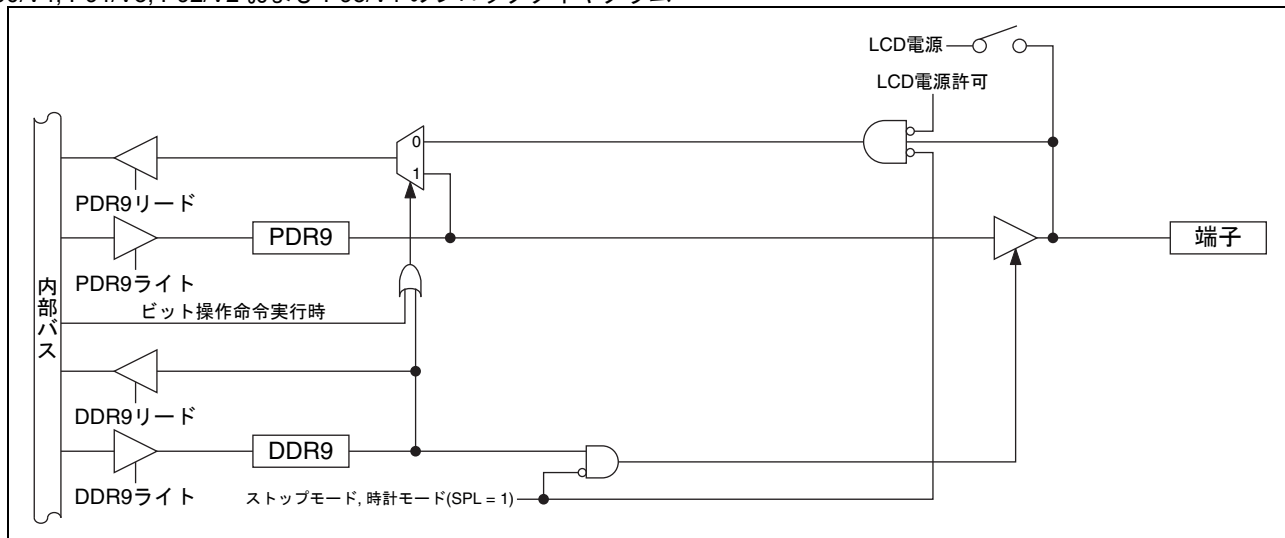 LCD電源
LCD電源許可
0
1
PDR9リード
PDR9
端子
PDR9ライト
内部バス
ビット操作命令実行時
DDR9リード
DDR9
DDR9ライト
ストップモード, 時計モード(SPL = 1)